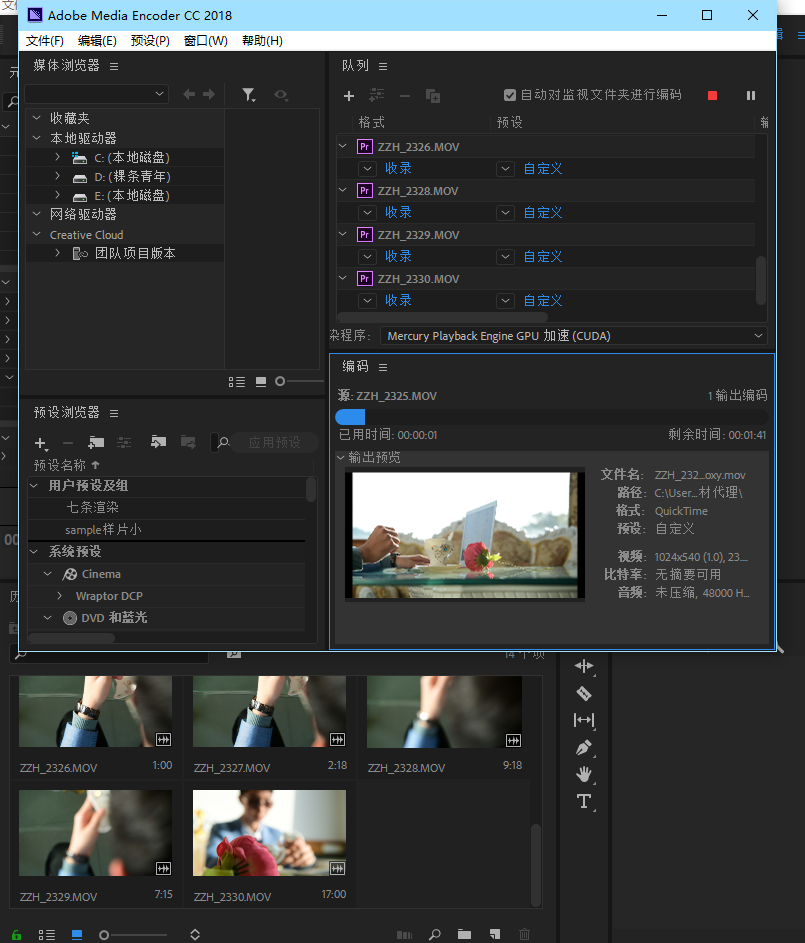 Adobe Media Encoder CC 2018
文件(F) 编辑(E) 预设(P) 窗口(W) 帮助(H)
媒体浏览器
收藏夹
本地驱动器
C: (本地磁盘)
D: (粿条青年)
E: (本地磁盘)
网络驱动器
Creative Cloud
团队项目版本
预设浏览器
应用预设
预设名称
用户预设及组
七条渲染
sample样片小
系统预设
Cinema
Wraptor DCP
DVD 和蓝光
队列
自动对监视文件夹进行编码
格式 预设
Pr ZZH_2326.MOV
收录 自定义
Pr ZZH_2328.MOV
收录 自定义
Pr ZZH_2329.MOV
收录 自定义
Pr ZZH_2330.MOV
收录 自定义
染程序: Mercury Playback Engine GPU 加速 (CUDA)
编码
源: ZZH_2325.MOV 1 输出编码
已用时间: 00:00:01 剩余时间: 00:01:41
输出预览
文件名: ZZH_232...oxy.mov
路径: C:\User...材代理\
格式: QuickTime
预设: 自定义
视频: 1024x540 (1.0), 23....
比特率: 无摘要可用
音频: 未压缩, 48000 H...
14 个项
ZZH_2326.MOV 1:00
ZZH_2327.MOV 2:18
ZZH_2328.MOV 9:18
ZZH_2329.MOV 7:15
ZZH_2330.MOV 17:00